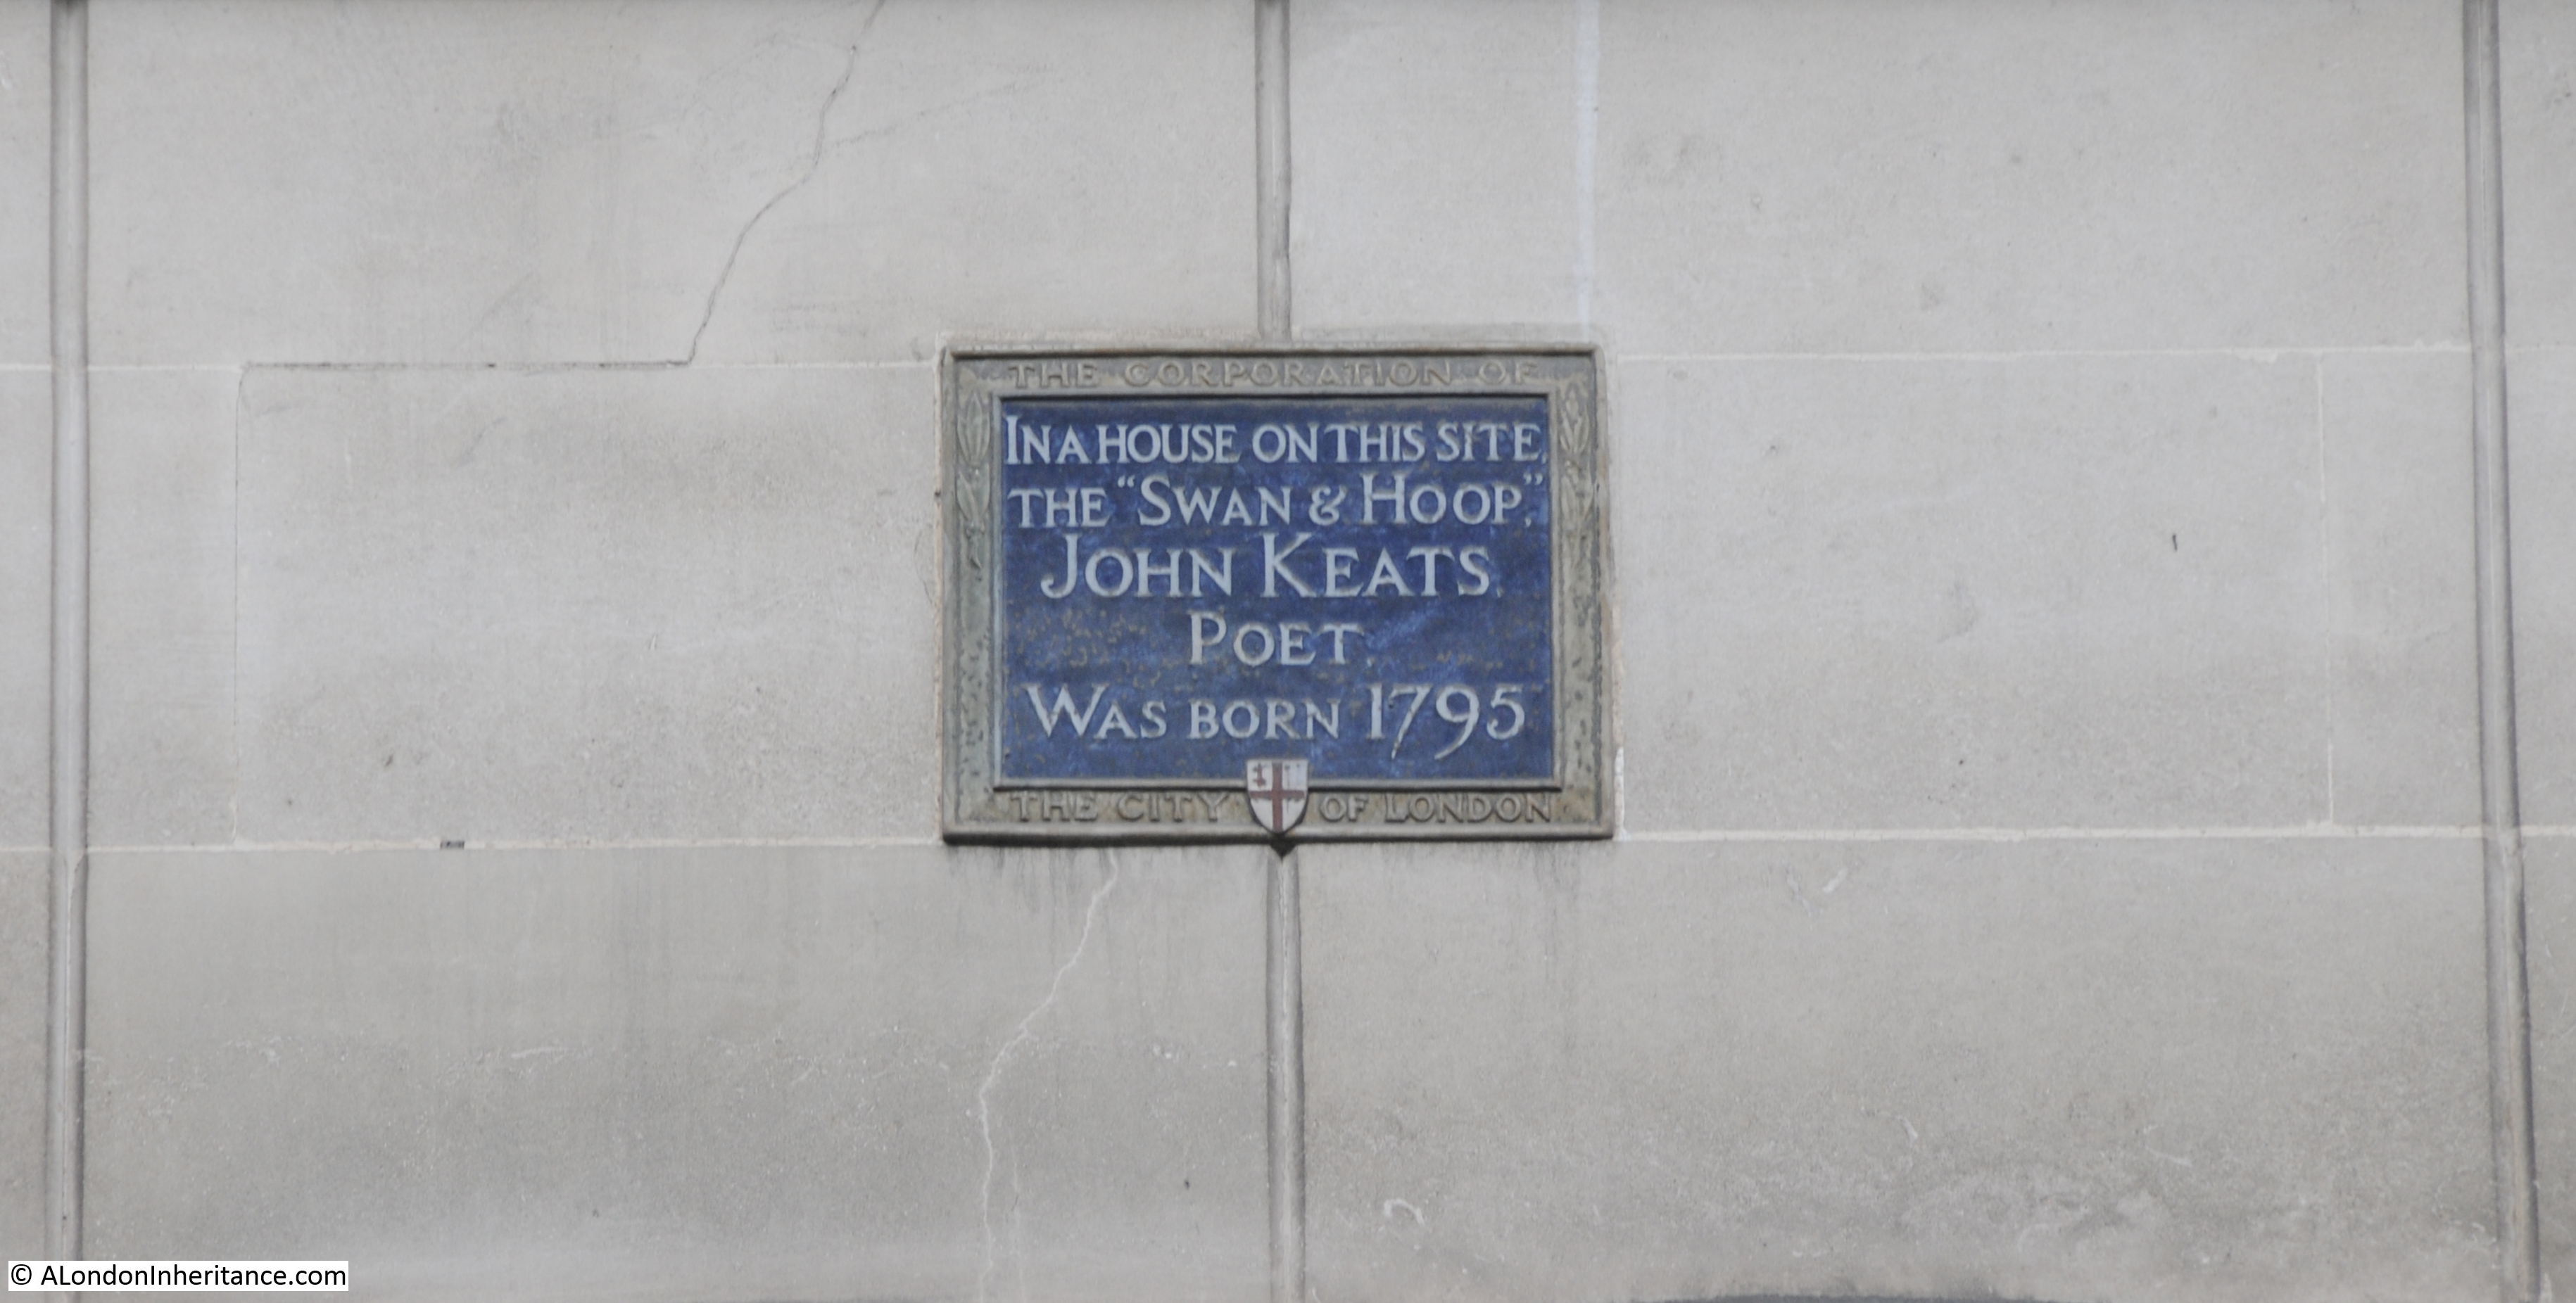 THE CORPORATION OF
IN A HOUSE ON THIS SITE,
THE “SWAN & HOOP,”
JOHN KEATS,
POET,
WAS BORN 1795
THE CITY OF LONDON
© ALondonInheritance.com